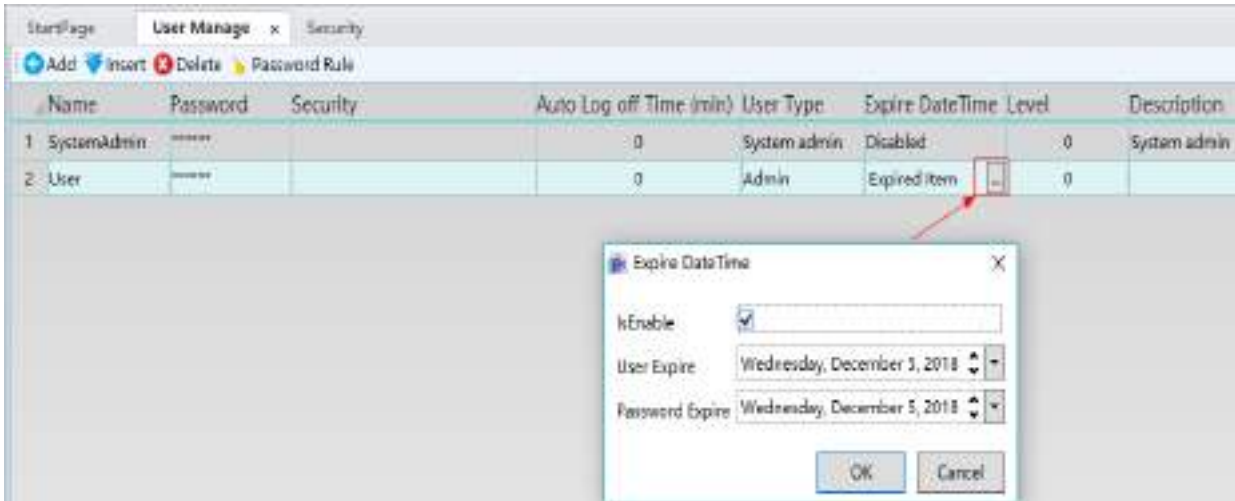 StartPage User Manage × Security
Add Insert Delete Password Rule
Name Password Security Auto Log off Time (min) User Type Expire DateTime Level Description
1 SystemAdmin ****** 0 System admin Disabled 0 System admin
2 User ****** 0 Admin Expired Item ... 0
Expire DateTime
IsEnable
User Expire Wednesday, December 5, 2018
Password Expire Wednesday, December 5, 2018
OK Cancel